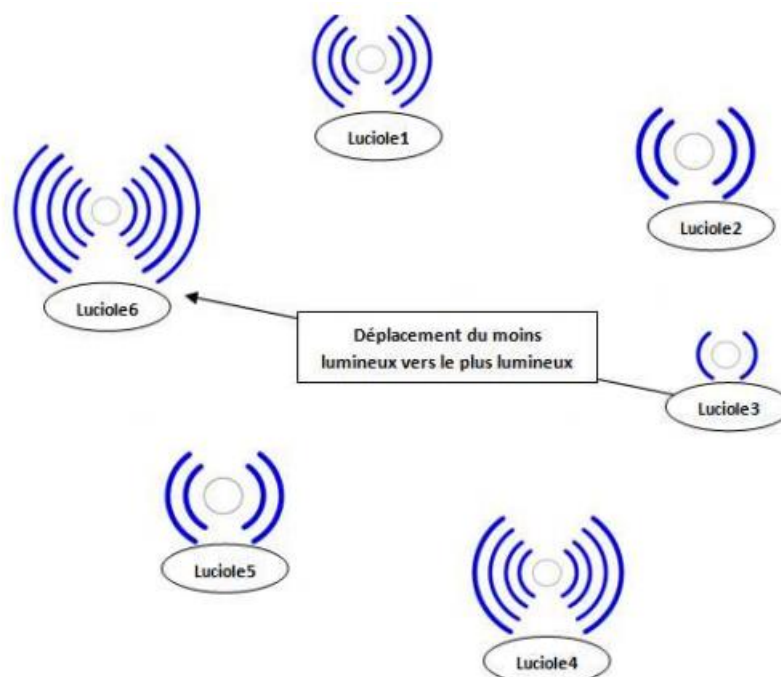 Luciole1
Luciole2
Luciole6
Déplacement du moins
lumineux vers le plus lumineux
Luciole3
Luciole5
Luciole4